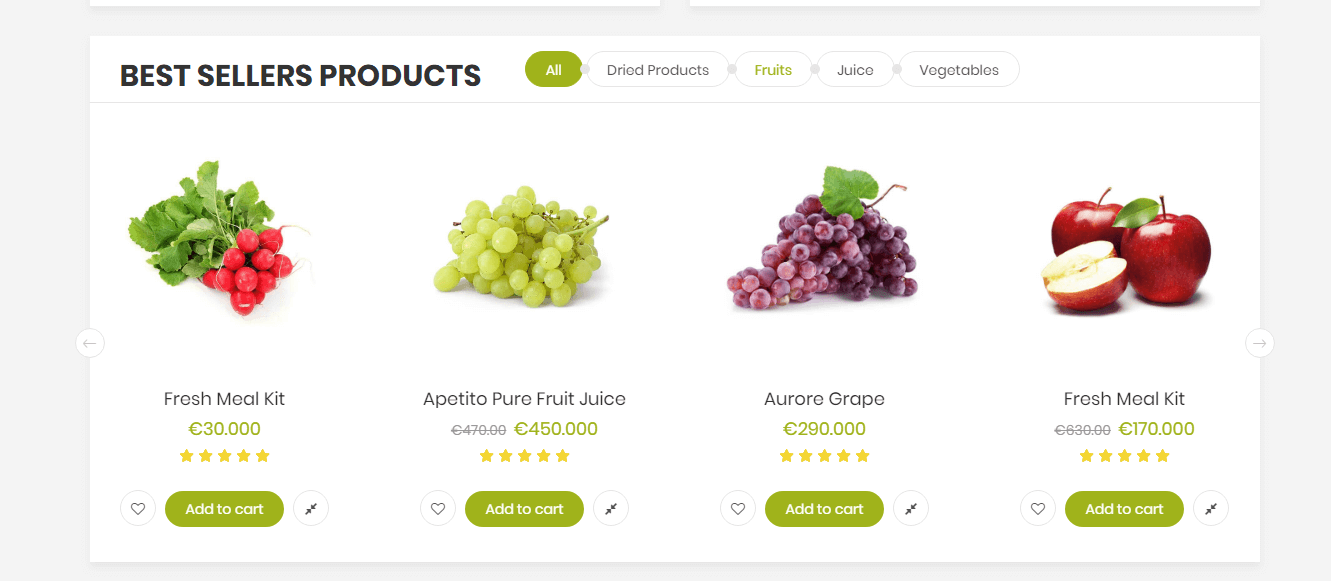 BEST SELLERS PRODUCTS
All
Dried Products
Fruits
Juice
Vegetables
Fresh Meal Kit
€30.000
Add to cart
Apetito Pure Fruit Juice
€470.00 €450.000
Add to cart
Aurore Grape
€290.000
Add to cart
Fresh Meal Kit
€630.00 €170.000
Add to cart